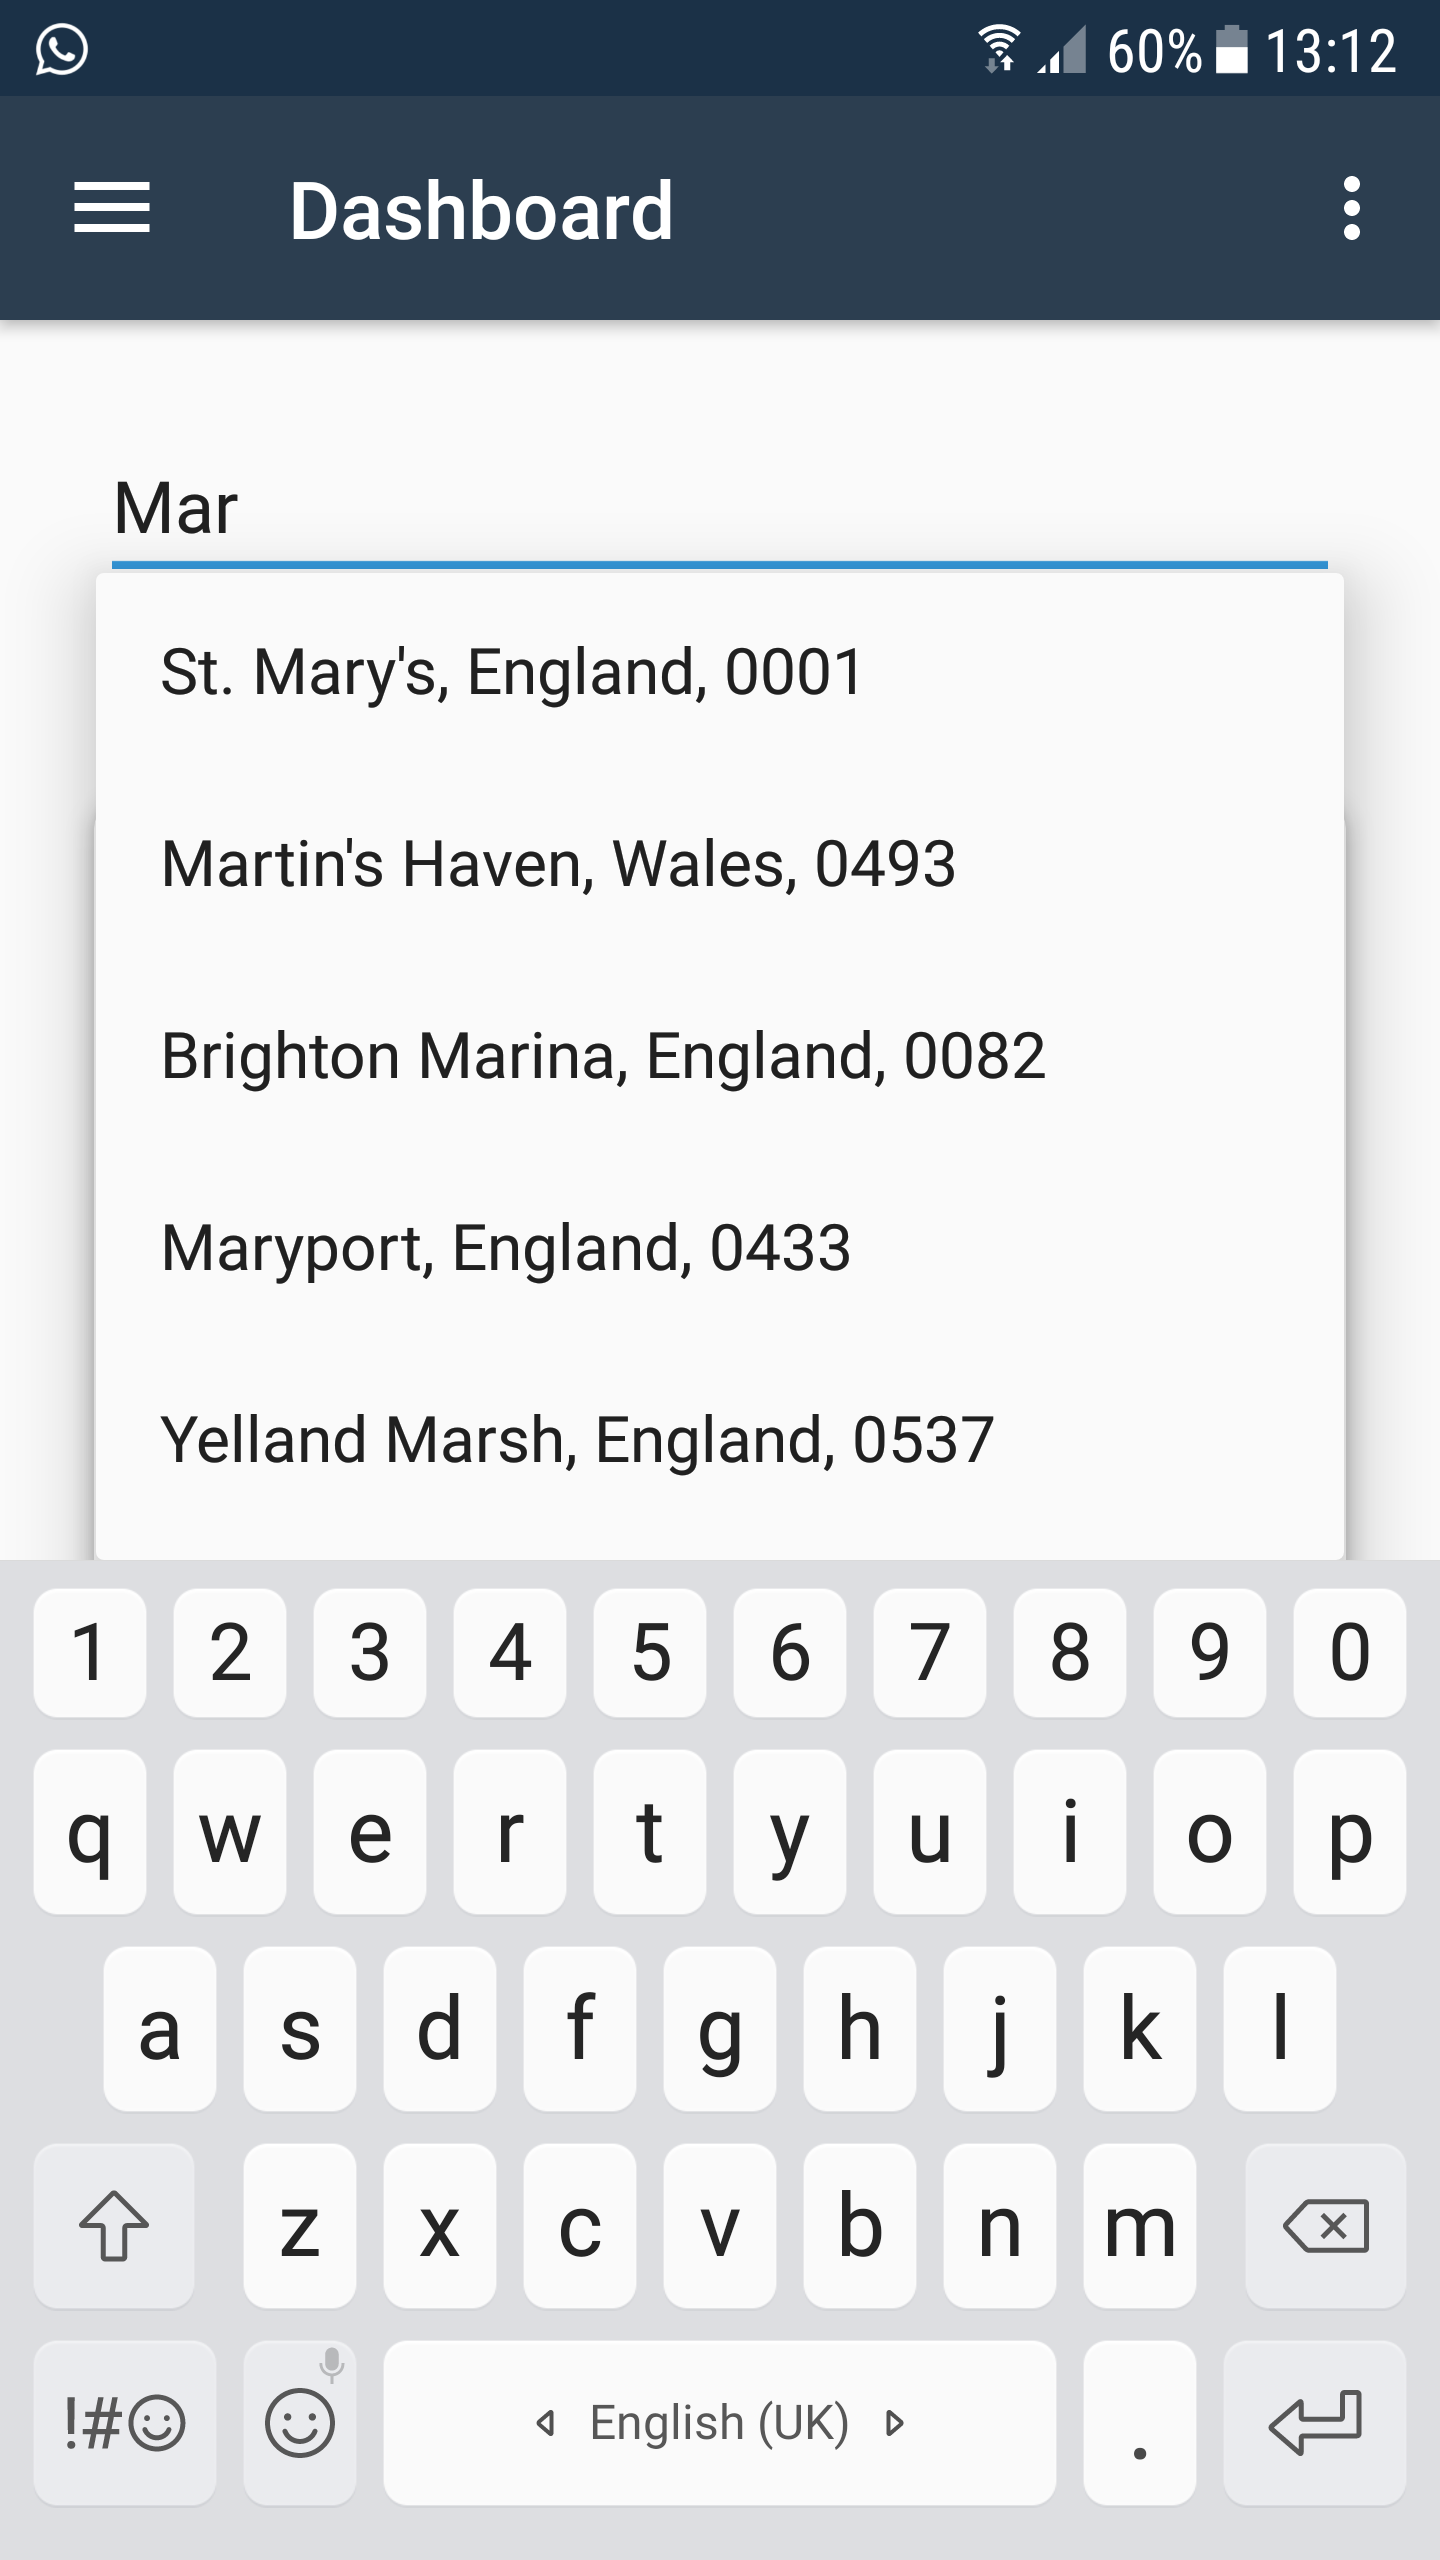 60% 13:12
Dashboard
Mar
St. Mary's, England, 0001
Martin's Haven, Wales, 0493
Brighton Marina, England, 0082
Maryport, England, 0433
Yelland Marsh, England, 0537
1 2 3 4 5 6 7 8 9 0
q w e r t y u i o p
a s d f g h j k l
z x c v b n m
!# English (UK) .